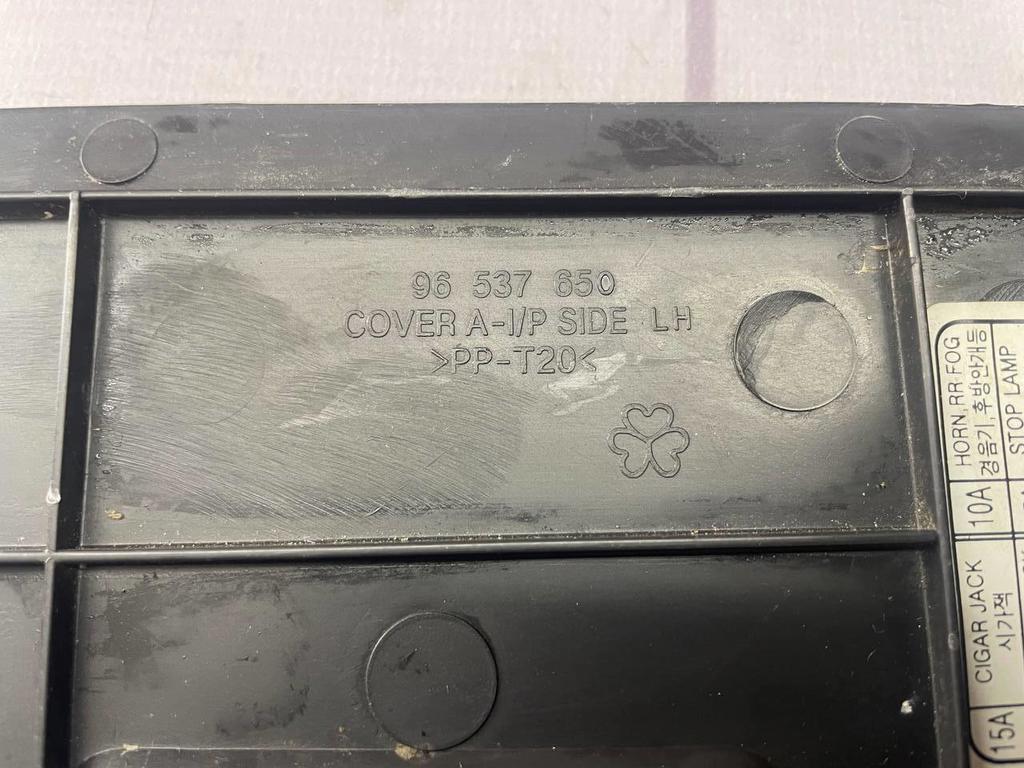 96 537 650
COVER A-I/P SIDE LH
>PP-T20<
HORN, RR·FOG
경음기, 후방안개등
10A
STOP LAMP
CIGAR JACK
시가잭
15A